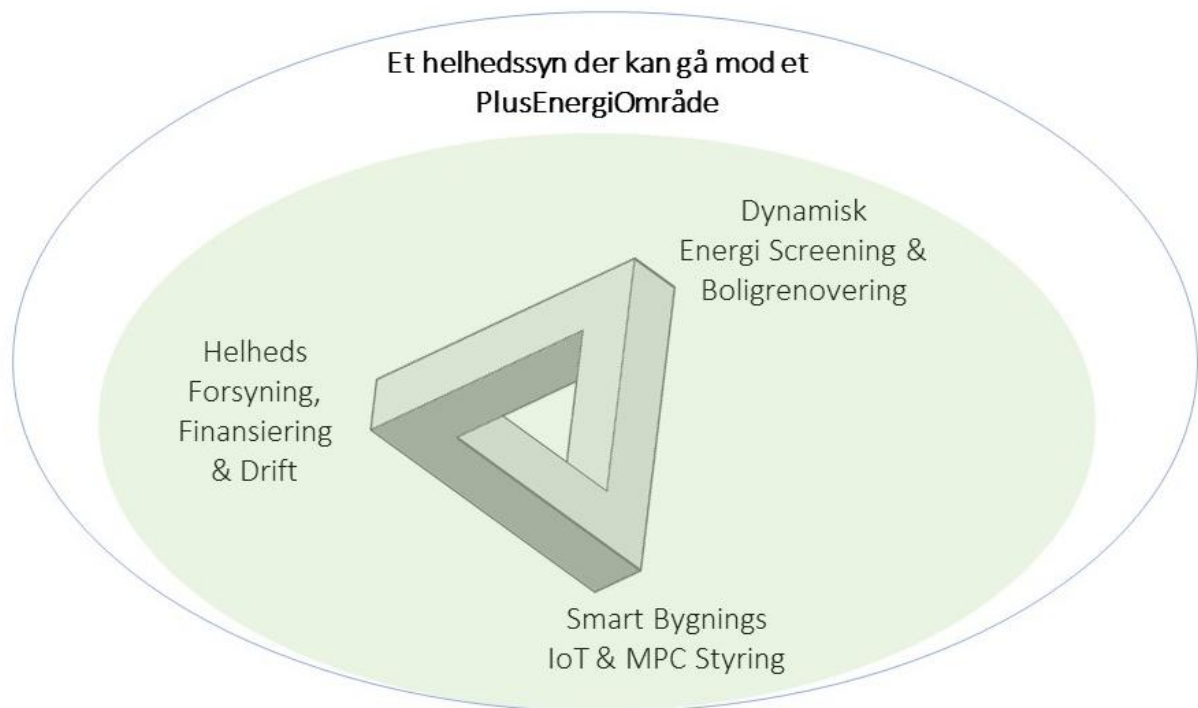 Et helhedssyn der kan gå mod et
PlusEnergiOmråde
Dynamisk
Energi Screening &
Boligrenovering
Helheds
Forsyning,
Finansiering
& Drift
Smart Bygnings
IoT & MPC Styring